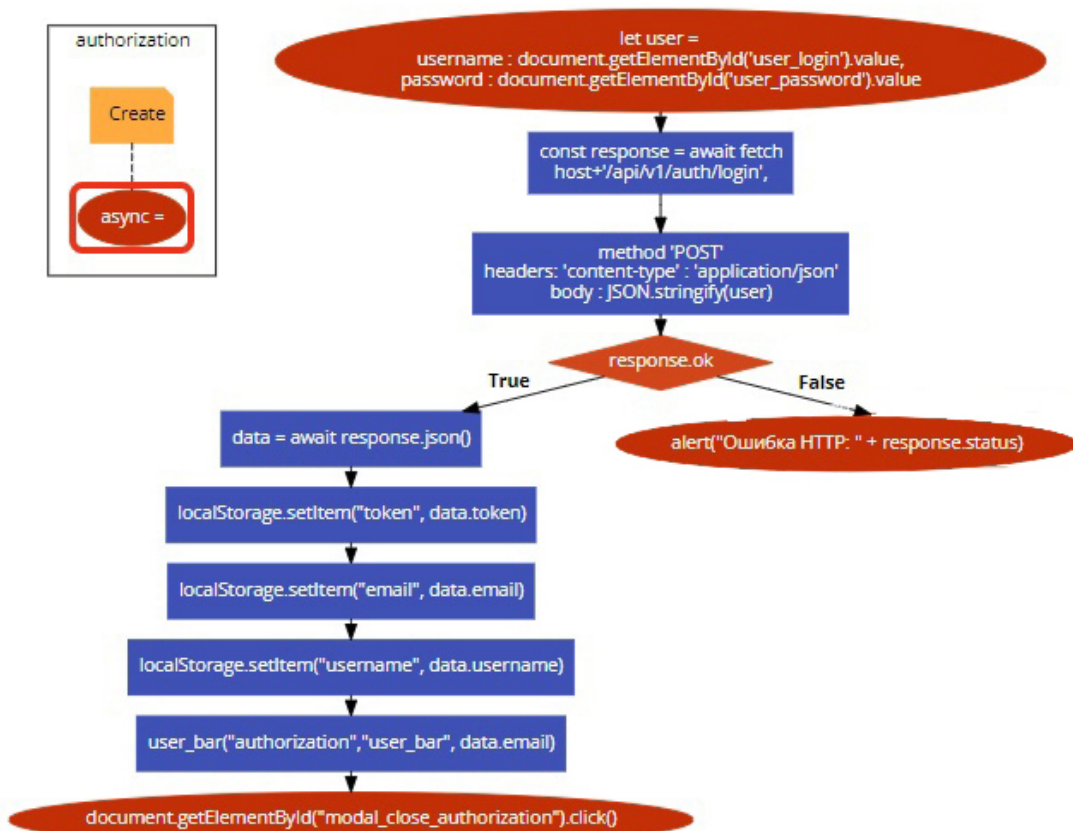 authorization
Create
async =
let user =
username : document.getElementById('user_login').value,
password : document.getElementById('user_password').value
const response = await fetch
host+'/api/v1/auth/login',
method 'POST'
headers: 'content-type' : 'application/json'
body : JSON.stringify(user)
response.ok
True
False
data = await response.json()
alert("Ошибка HTTP: " + response.status)
localStorage.setItem("token", data.token)
localStorage.setItem("email", data.email)
localStorage.setItem("username", data.username)
user_bar("authorization","user_bar", data.email)
document.getElementById("modal_close_authorization").click()